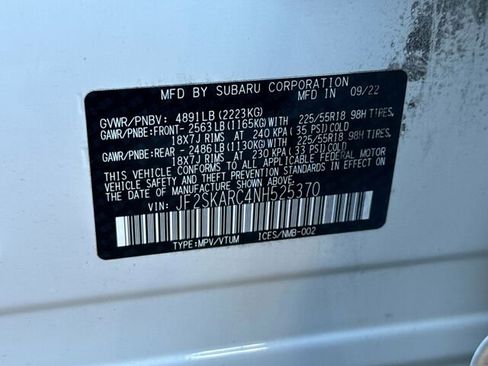 MFD BY SUBARU CORPORATION 09/22
GVWR/PNBV: 4891LB(2223KG)
GAWR/PNBE:FRONT- 2563LB(1165KG)WITH 225/55R18 98H TIRES.
18X7J RIMS AT 240 KPA(35 PSI)COLD
GAWR/PNBE:REAR - 2486LB(1130KG)WITH 225/55R18 98H TIRES.
18X7J RIMS AT 230 KPA(33 PSI)COLD
THIS VEHICLE CONFORMS TO ALL APPLICABLE FEDERAL MOTOR
VEHICLE SAFETY AND THEFT PREVENTION STANDARDS IN
EFFECT ON THE DATE OF MANUFACTURE SHOWN ABOVE.
VIN: JF2SKARC4NH525370
TYPE:MPV/VTUM ICES/NMB-002